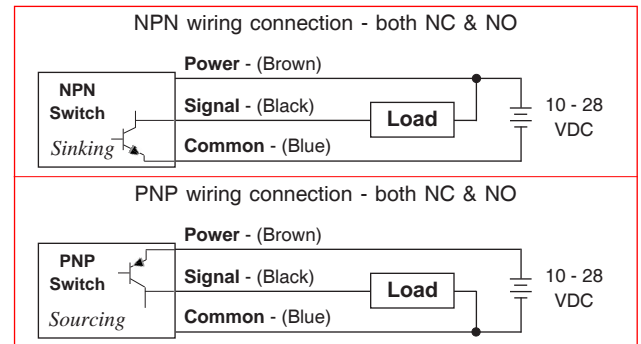 NPN wiring connection - both NC & NO
Power - (Brown)
NPN
Switch
Signal - (Black)
Load
10 - 28
VDC
Sinking
Common - (Blue)
PNP wiring connection - both NC & NO
Power - (Brown)
PNP
Switch
Signal - (Black)
Load
10 - 28
VDC
Sourcing
Common - (Blue)